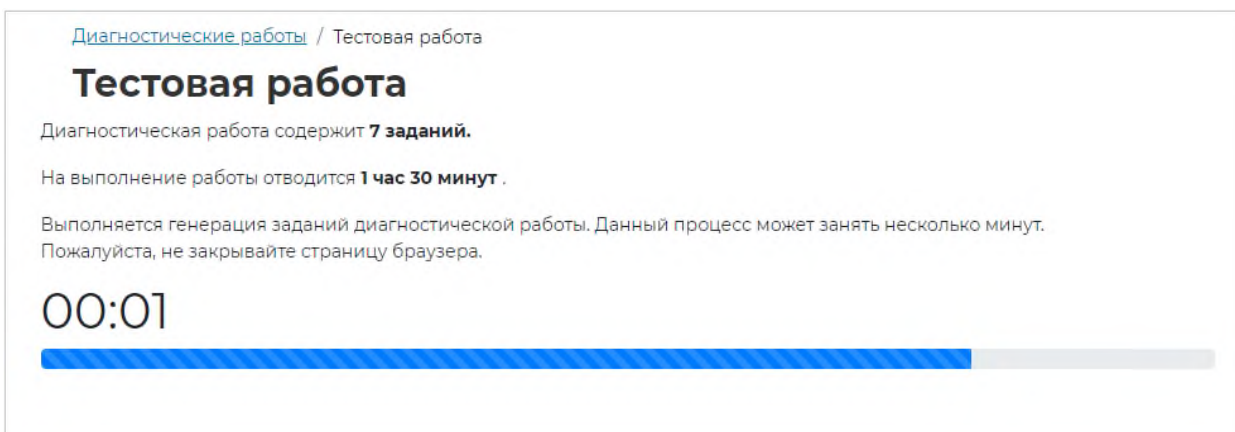 Диагностические работы / Тестовая работа
Тестовая работа
Диагностическая работа содержит 7 заданий.
На выполнение работы отводится 1 час 30 минут .
Выполняется генерация заданий диагностической работы. Данный процесс может занять несколько минут.
Пожалуйста, не закрывайте страницу браузера.
00:01